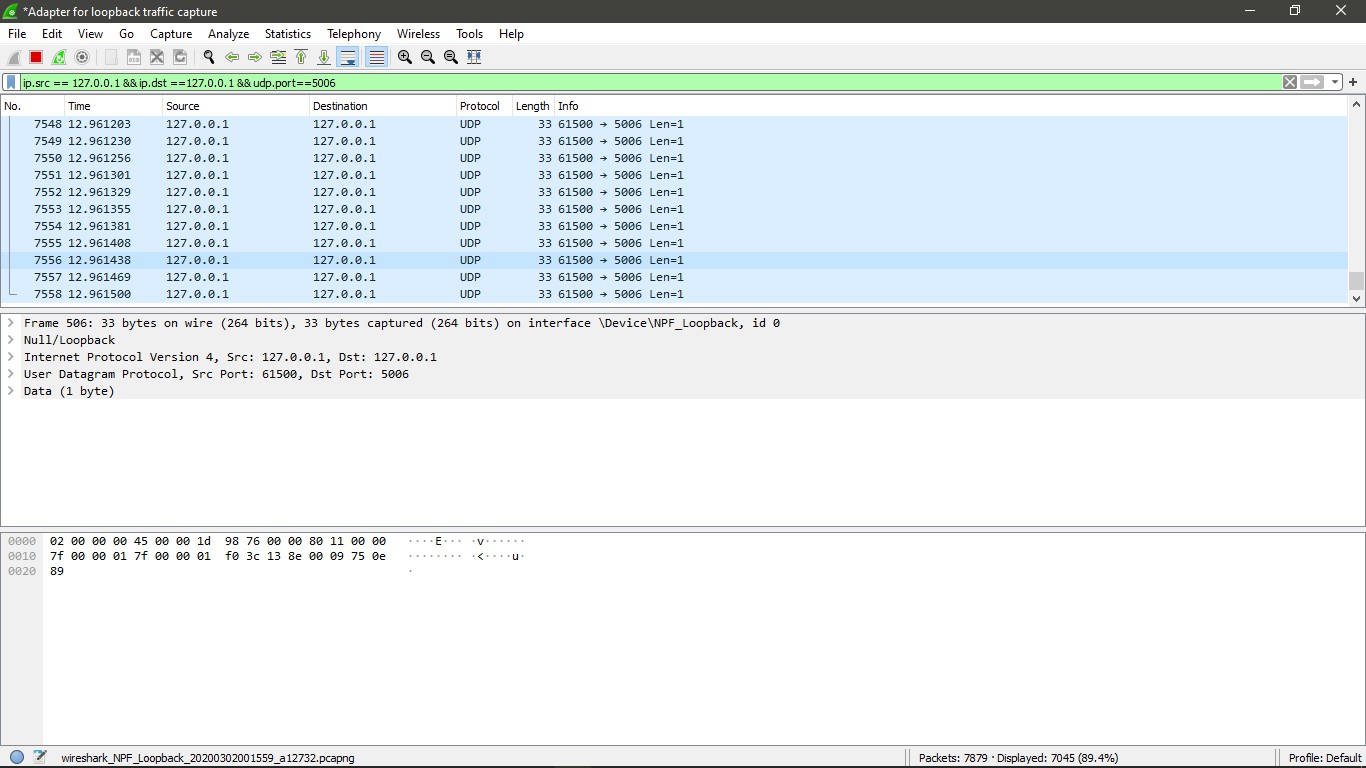 *Adapter for loopback traffic capture
File Edit View Go Capture Analyze Statistics Telephony Wireless Tools Help
ip.src == 127.0.0.1 &&ip.dst ==127.0.0.1 &&udp.port==5006
No. Time Source Destination Protocol Length Info
7548 12.961203 127.0.0.1 127.0.0.1 UDP 33 61500 → 5006 Len=1
7549 12.961230 127.0.0.1 127.0.0.1 UDP 33 61500 → 5006 Len=1
7550 12.961256 127.0.0.1 127.0.0.1 UDP 33 61500 → 5006 Len=1
7551 12.961301 127.0.0.1 127.0.0.1 UDP 33 61500 → 5006 Len=1
7552 12.961329 127.0.0.1 127.0.0.1 UDP 33 61500 → 5006 Len=1
7553 12.961355 127.0.0.1 127.0.0.1 UDP 33 61500 → 5006 Len=1
7554 12.961381 127.0.0.1 127.0.0.1 UDP 33 61500 → 5006 Len=1
7555 12.961408 127.0.0.1 127.0.0.1 UDP 33 61500 → 5006 Len=1
7556 12.961438 127.0.0.1 127.0.0.1 UDP 33 61500 → 5006 Len=1
7557 12.961469 127.0.0.1 127.0.0.1 UDP 33 61500 → 5006 Len=1
7558 12.961500 127.0.0.1 127.0.0.1 UDP 33 61500 → 5006 Len=1
Frame 506: 33 bytes on wire (264 bits), 33 bytes captured (264 bits) on interface \Device\NPF_Loopback, id 0
Null/Loopback
Internet Protocol Version 4, Src: 127.0.0.1, Dst: 127.0.0.1
User Datagram Protocol, Src Port: 61500, Dst Port: 5006
Data (1 byte)
0000 02 00 00 00 45 00 00 1d 98 76 00 00 80 11 00 00 ····E··· ·v······
0010 7f 00 00 01 7f 00 00 01 f0 3c 13 8e 00 09 75 0e ········ ·<····u·
0020 89 ·
wireshark_NPF_Loopback_20200302001559_a12732.pcapng Packets: 7879 · Displayed: 7045 (89.4%) Profile: Default